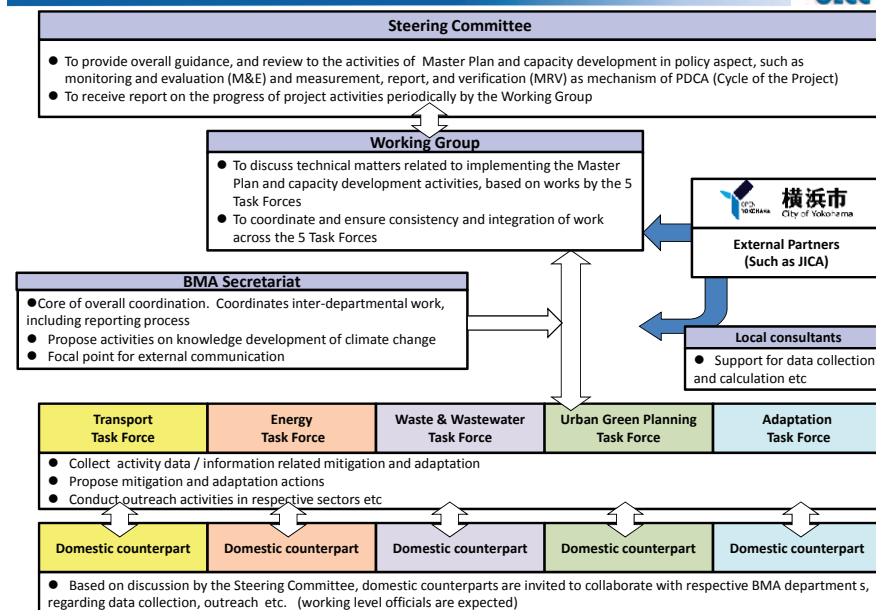 Steering Committee
● To provide overall guidance, and review to the activities of Master Plan and capacity development in policy aspect, such as
monitoring and evaluation (M&E) and measurement, report, and verification (MRV) as mechanism of PDCA (Cycle of the Project)
● To receive report on the progress of project activities periodically by the Working Group
Working Group
● To discuss technical matters related to implementing the Master
Plan and capacity development activities, based on works by the 5
Task Forces
● To coordinate and ensure consistency and integration of work
across the 5 Task Forces
OPEN
YOKOHAMA
横浜市
City of Yokohama
External Partners
(Such as JICA)
BMA Secretariat
●Core of overall coordination. Coordinates inter-departmental work,
including reporting process
● Propose activities on knowledge development of climate change
● Focal point for external communication
Local consultants
● Support for data collection
and calculation etc
Transport
Task Force
Energy
Task Force
Waste & Wastewater
Task Force
Urban Green Planning
Task Force
Adaptation
Task Force
● Collect activity data / information related mitigation and adaptation
● Propose mitigation and adaptation actions
● Conduct outreach activities in respective sectors etc
Domestic counterpart
Domestic counterpart
Domestic counterpart
Domestic counterpart
Domestic counterpart
● Based on discussion by the Steering Committee, domestic counterparts are invited to collaborate with respective BMA department s,
regarding data collection, outreach etc. (working level officials are expected)